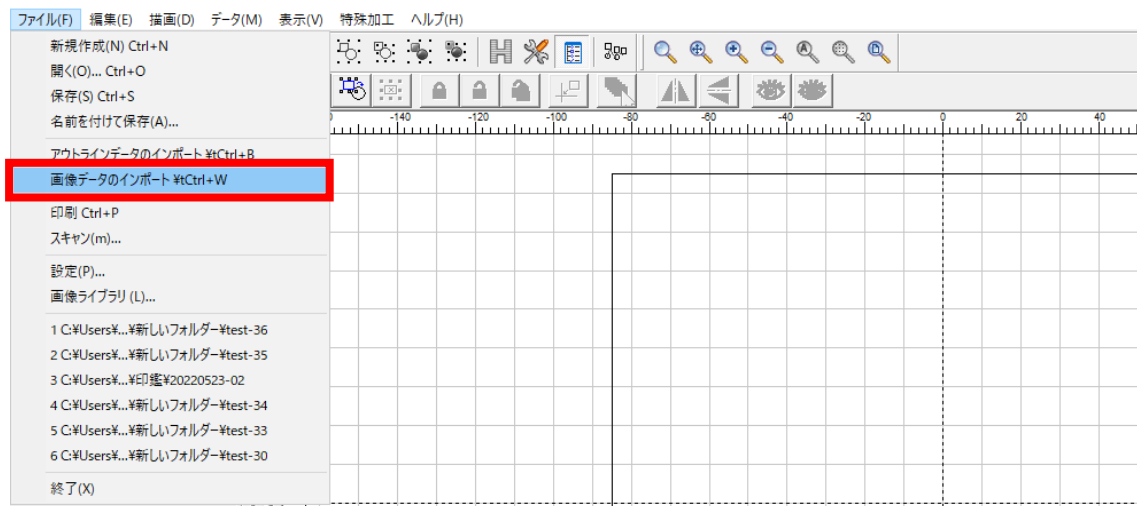 ファイル(F) 編集(E) 描画(D) データ(M) 表示(V) 特殊加工 ヘルプ(H)
新規作成(N) Ctrl+N
開く(O)... Ctrl+O
保存(S) Ctrl+S
名前を付けて保存(A)...
アウトラインデータのインポート ¥tCtrl+B
画像データのインポート ¥tCtrl+W
印刷 Ctrl+P
スキャン(m)...
設定(P)...
画像ライブラリ (L)...
1 C:¥Users¥...¥新しいフォルダー¥test-36
2 C:¥Users¥...¥新しいフォルダー¥test-35
3 C:¥Users¥...¥印鑑¥20220523-02
4 C:¥Users¥...¥新しいフォルダー¥test-34
5 C:¥Users¥...¥新しいフォルダー¥test-33
6 C:¥Users¥...¥新しいフォルダー¥test-30
終了(X)
-140 -120 -100 -80 -60 -40 -20 0 20 40